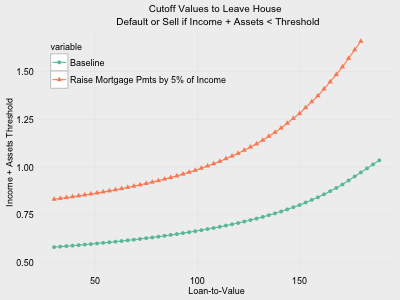 Cutoff Values to Leave House
Default or Sell if Income + Assets < Threshold
variable
Baseline
Raise Mortgage Pmts by 5% of Income
Income + Assets Threshold
1.50
1.25
1.00
0.75
0.50
50
100
150
Loan-to-Value